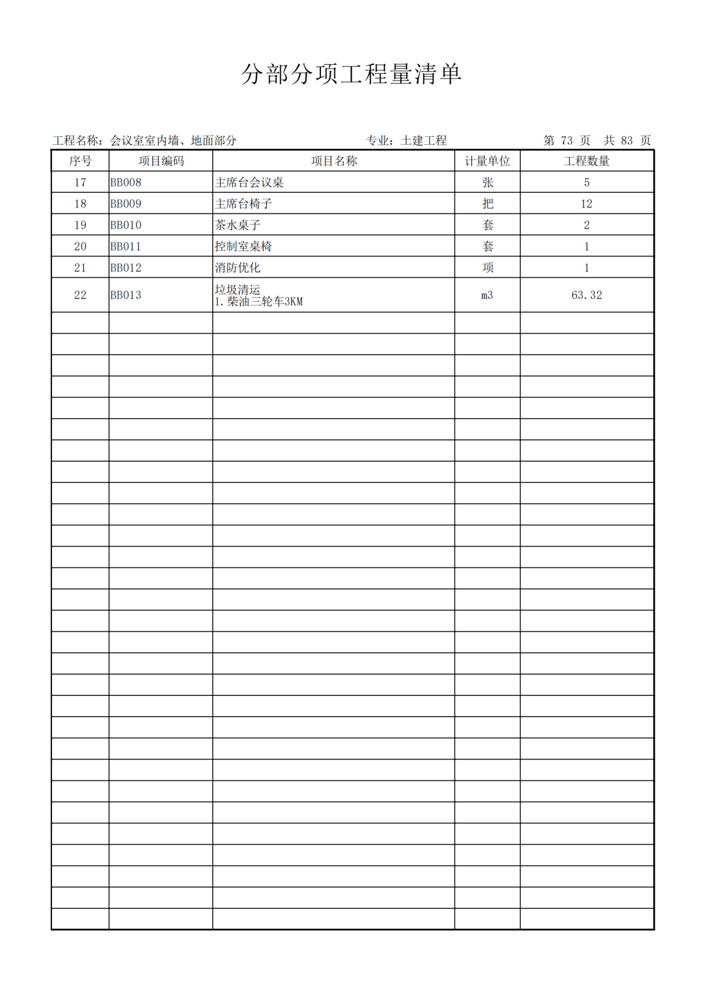 分部分项工程量清单
工程名称：会议室室内墙、地面部分 专业：土建工程 第 73 页 共 83 页
序号 项目编码 项目名称 计量单位 工程数量
17 BB008 主席台会议桌 张 5
18 BB009 主席台椅子 把 12
19 BB010 茶水桌子 套 2
20 BB011 控制室桌椅 套 1
21 BB012 消防优化 项 1
22 BB013 垃圾清运 m3 63.32
1.柴油三轮车3KM